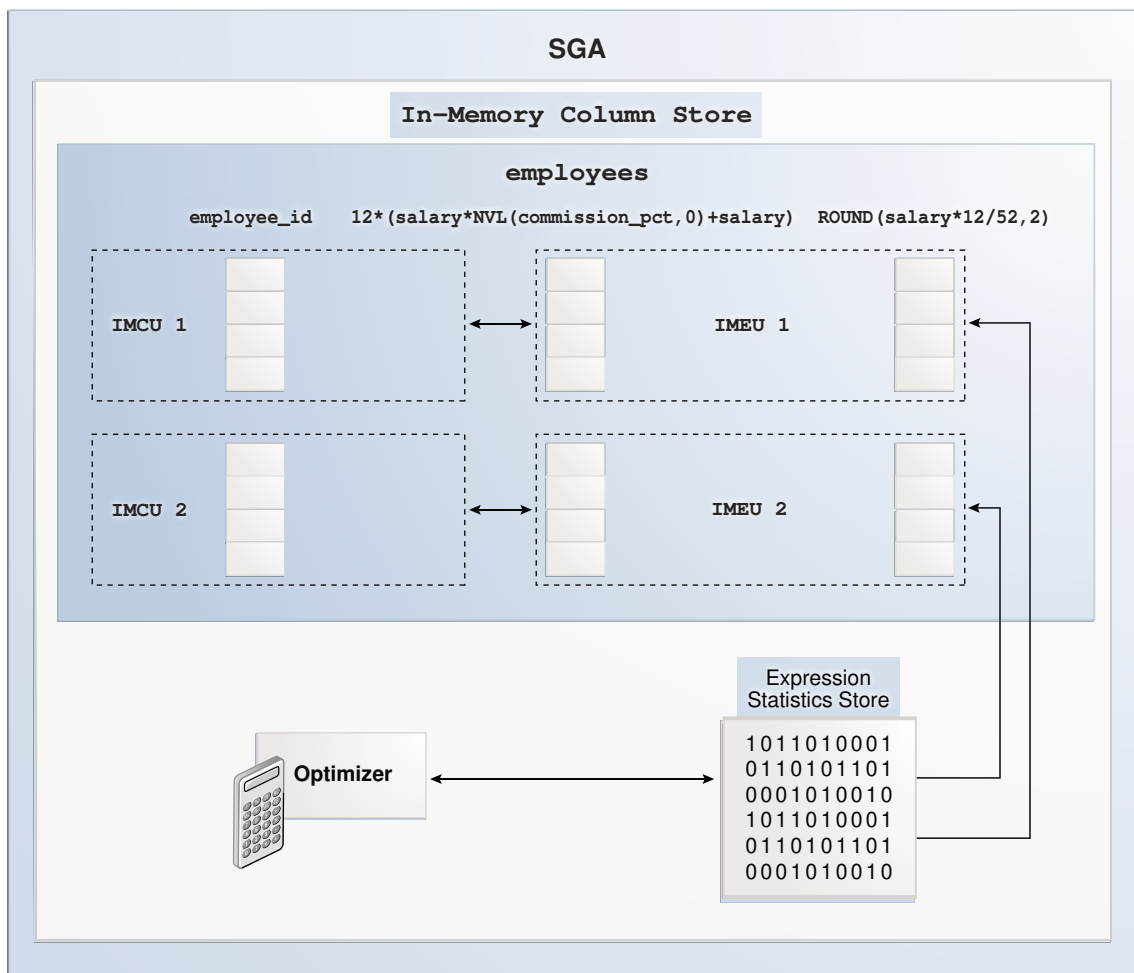 SGA
In-Memory Column Store
employees
employee_id 12*(salary*NVL(commission_pct,0)+salary) ROUND(salary*12/52,2)
IMCU 1 IMEU 1
IMCU 2 IMEU 2
Expression
Statistics Store
Optimizer
1011010001
0110101101
0001010010
1011010001
0110101101
0001010010